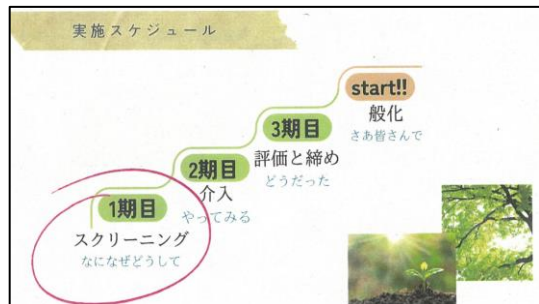 実施スケジュール
start!!
般化
さあ皆さんで
3期目
評価と締め
どうだった
2期目
介入
やってみる
1期目
スクリーニング
なになぜどうして